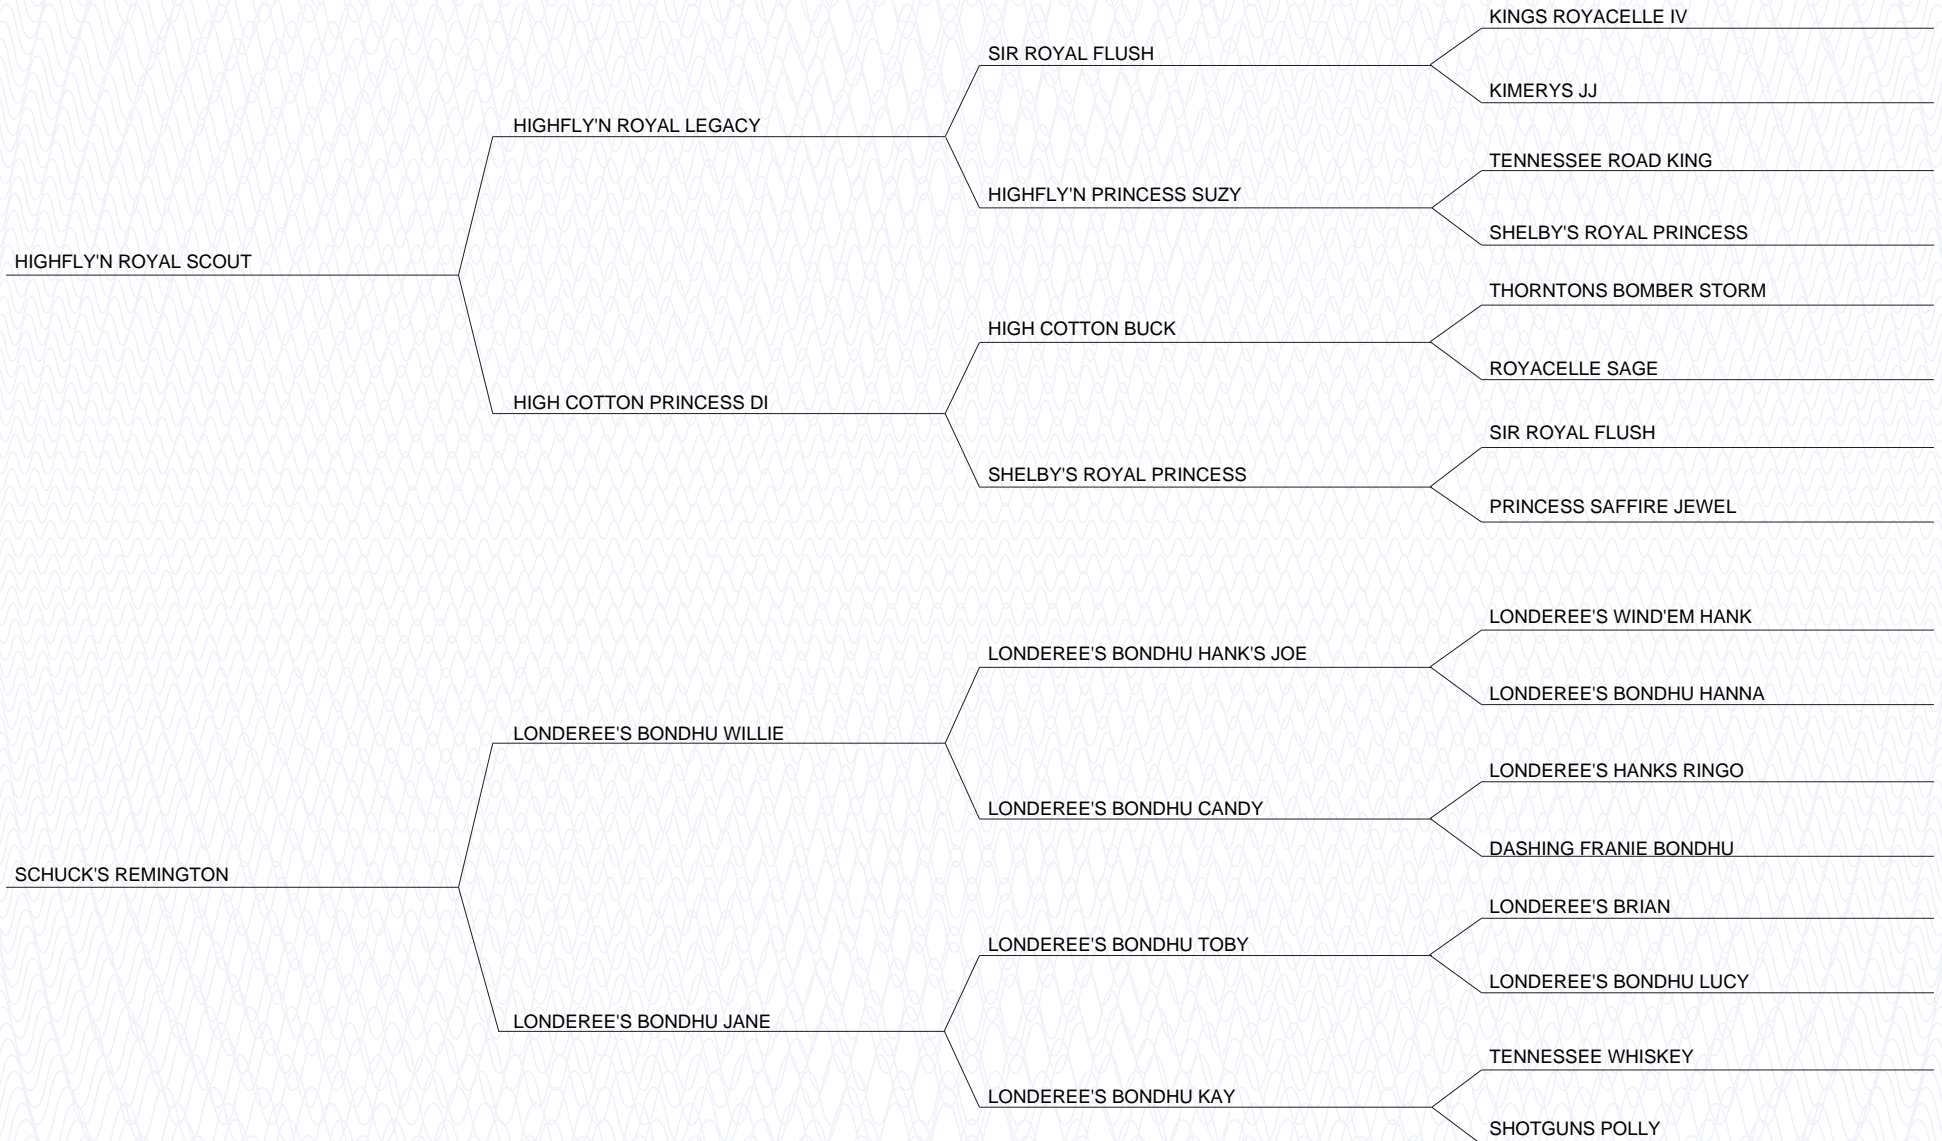 KINGS ROYACELLE IV
SIR ROYAL FLUSH
KIMERYS JJ
HIGHFLY'N ROYAL LEGACY
TENNESSEE ROAD KING
HIGHFLY'N PRINCESS SUZY
SHELBY'S ROYAL PRINCESS
HIGHFLY'N ROYAL SCOUT
THORNTONS BOMBER STORM
HIGH COTTON BUCK
ROYACELLE SAGE
HIGH COTTON PRINCESS DI
SIR ROYAL FLUSH
SHELBY'S ROYAL PRINCESS
PRINCESS SAFFIRE JEWEL
LONDEREE'S WIND'EM HANK
LONDEREE'S BONDHU HANK'S JOE
LONDEREE'S BONDHU HANNA
LONDEREE'S BONDHU WILLIE
LONDEREE'S HANKS RINGO
LONDEREE'S BONDHU CANDY
DASHING FRANIE BONDHU
SCHUCK'S REMINGTON
LONDEREE'S BRIAN
LONDEREE'S BONDHU TOBY
LONDEREE'S BONDHU LUCY
LONDEREE'S BONDHU JANE
TENNESSEE WHISKEY
LONDEREE'S BONDHU KAY
SHOTGUNS POLLY